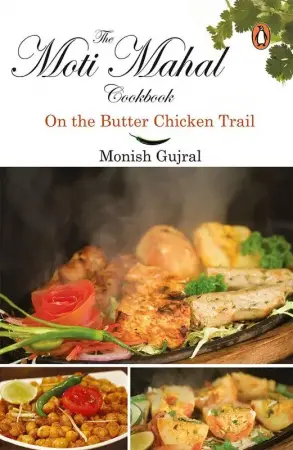 The
Moti Mahal
Cookbook
On the Butter Chicken Trail
Monish Gujral